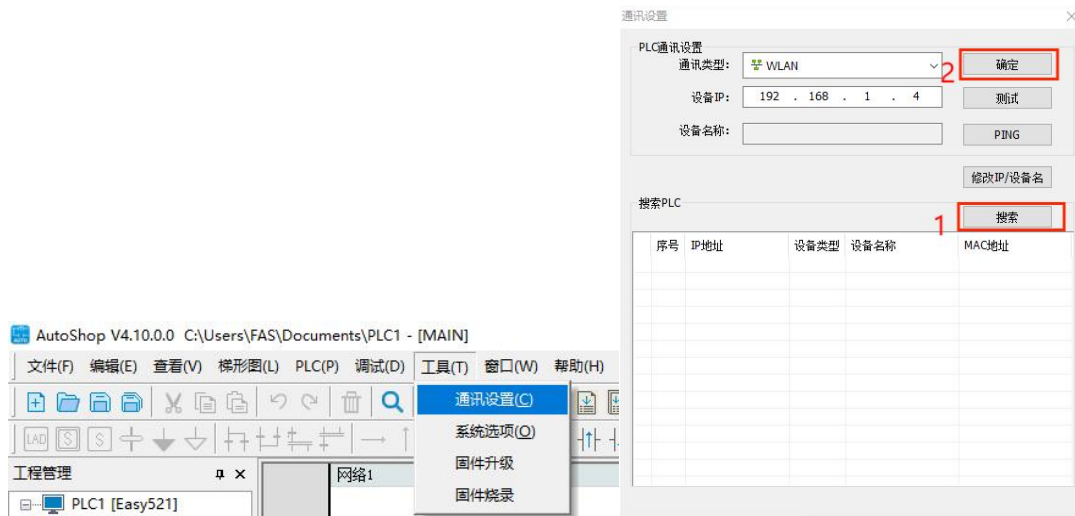 通讯设置
PLC通讯设置
通讯类型: WLAN
2
确定
设备IP: 192 . 168 . 1 . 4
测试
设备名称:
PING
修改IP/设备名
搜索PLC
1
搜索
序号 IP地址 设备类型 设备名称 MAC地址
AutoShop V4.10.0.0 C:\Users\FAS\Documents\PLC1 - [MAIN]
文件(F) 编辑(E) 查看(V) 梯形图(L) PLC(P) 调试(D) 工具(T) 窗口(W) 帮助(H)
通讯设置(C)
LAD S S
系统选项(O)
工程管理
网络1
固件升级
PLC1 [Easy521]
固件烧录